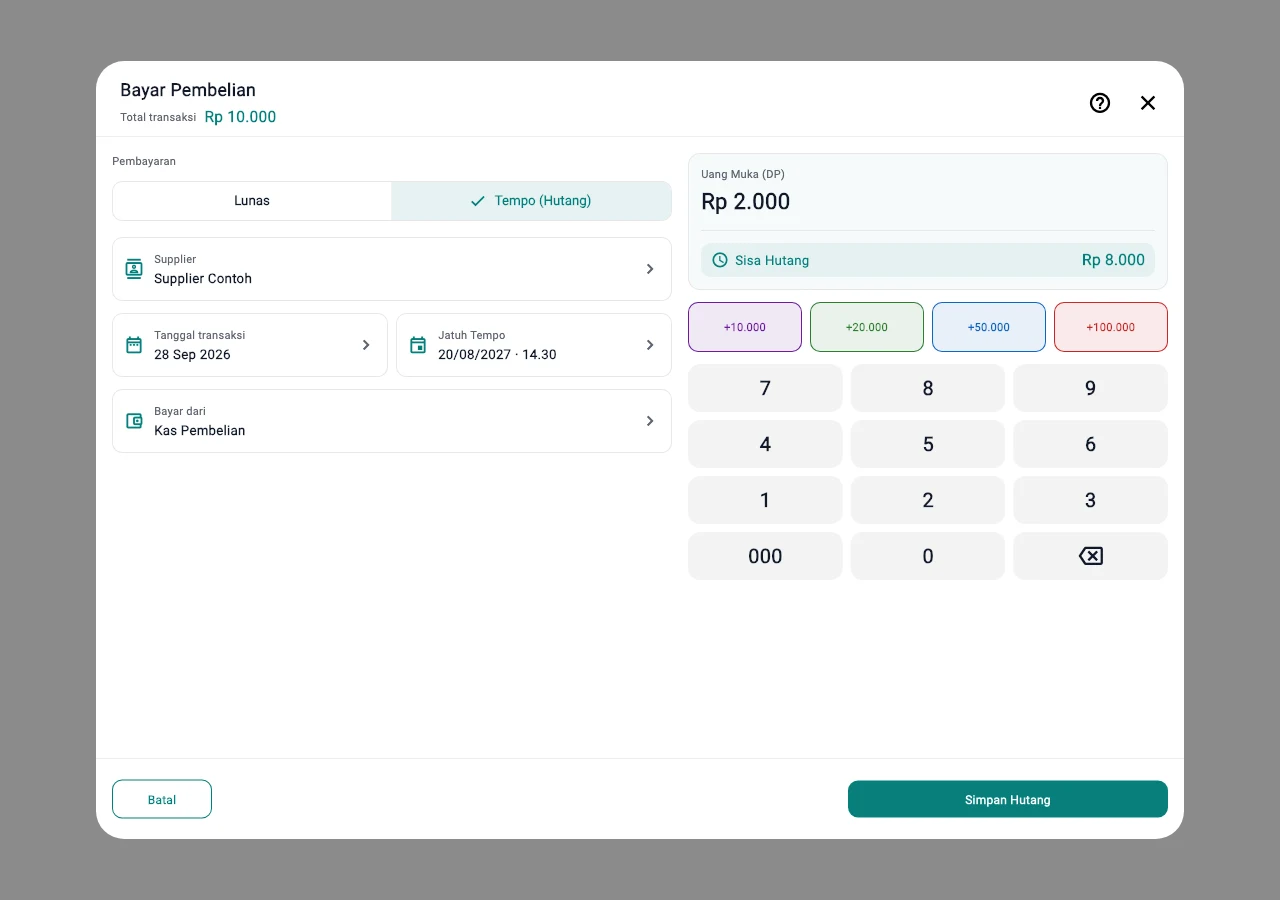 Bayar Pembelian
Total transaksi Rp 10.000
Pembayaran
Lunas
Tempo (Hutang)
Supplier
Supplier Contoh
Tanggal transaksi
28 Sep 2026
Jatuh Tempo
20/08/2027 · 14.30
Bayar dari
Kas Pembelian
Uang Muka (DP)
Rp 2.000
Sisa Hutang Rp 8.000
+10.000 +20.000 +50.000 +100.000
7 8 9
4 5 6
1 2 3
000 0
Batal
Simpan Hutang